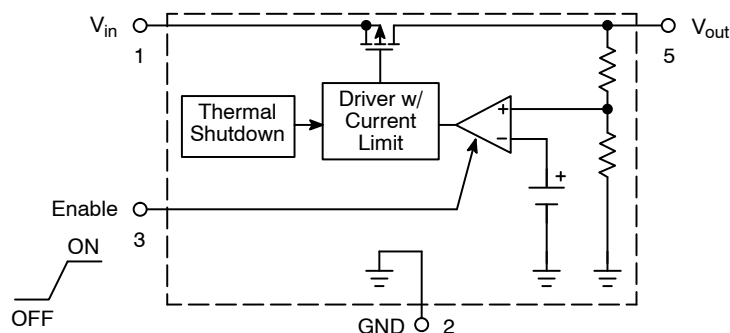 Vin
1
Vout
5
Thermal
Shutdown
Driver w/
Current
Limit
+
−
+
Enable
3
ON
OFF
GND 2